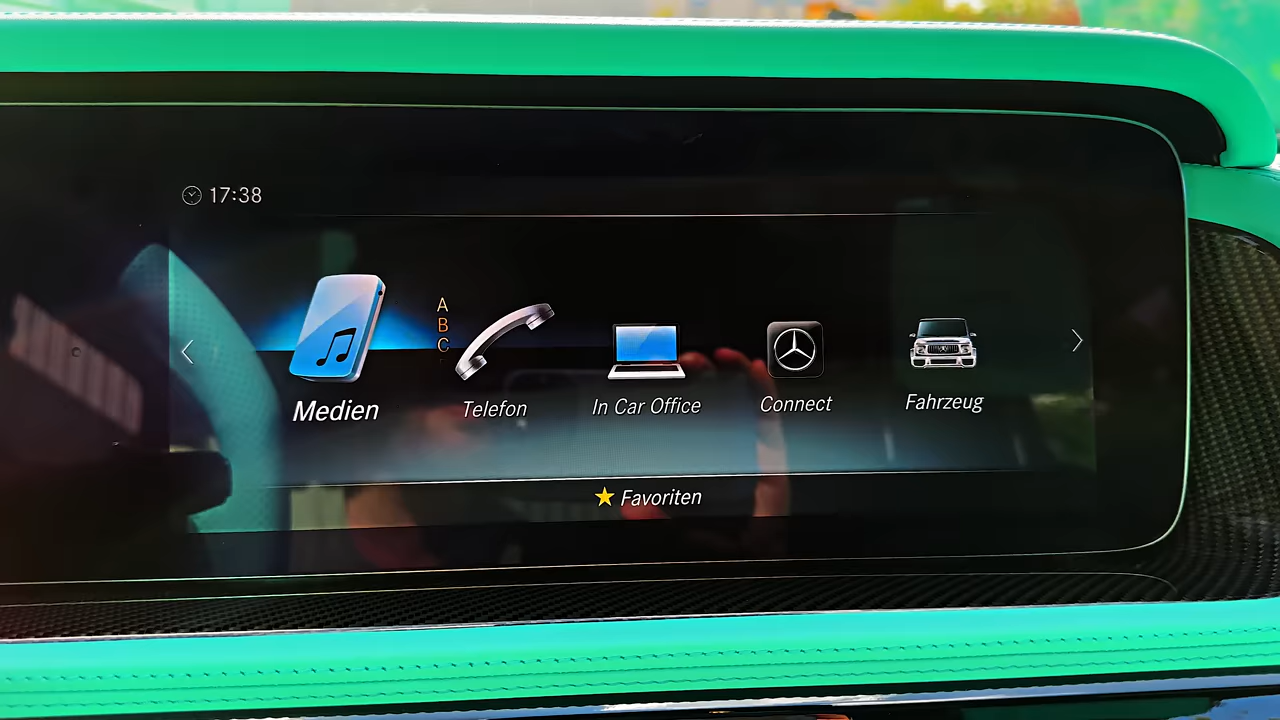 17:38
A
B
C
Medien
Telefon
In Car Office
Connect
Fahrzeug
Favoriten